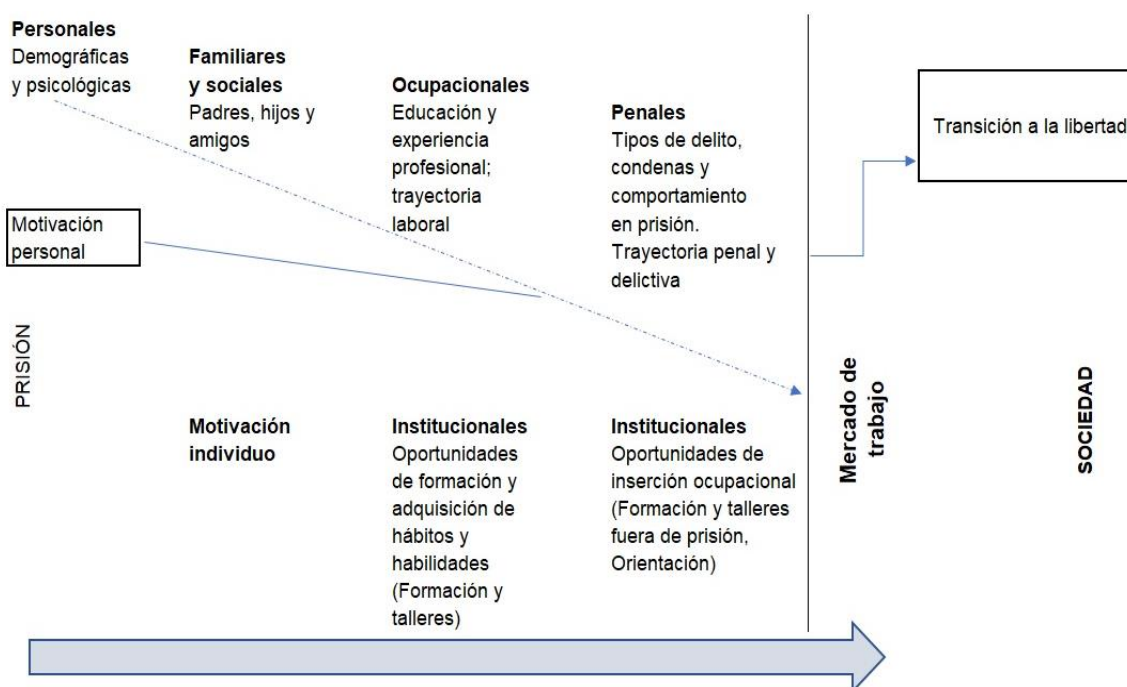 Personales
Demográficas
y psicológicas
Familiares
y sociales
Padres, hijos y
amigos
Ocupacionales
Educación y
experiencia
profesional;
trayectoria
laboral
Penales
Tipos de delito,
condenas y
comportamiento
en prisión.
Trayectoria penal y
delictiva
Transición a la libertad
Motivación
personal
PRISIÓN
Motivación
individuo
Institucionales
Oportunidades
de formación y
adquisición de
hábitos y
habilidades
(Formación y
talleres)
Institucionales
Oportunidades de
inserción ocupacional
(Formación y talleres
fuera de prisión,
Orientación)
Mercado de
trabajo
SOCIEDAD